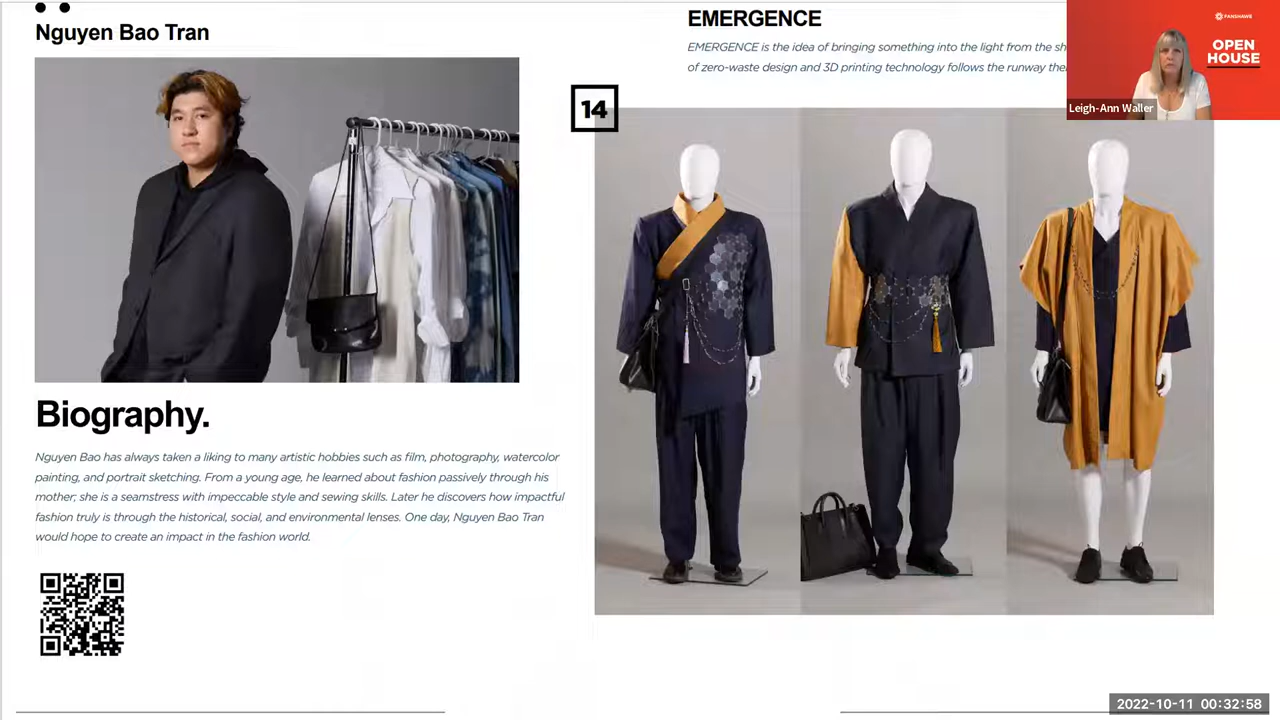 Nguyen Bao Tran
Biography.
Nguyen Bao has always taken a liking to many artistic hobbies such as film, photography, watercolor
painting, and portrait sketching. From a young age, he learned about fashion passively through his
mother; she is a seamstress with impeccable style and sewing skills. Later he discovers how impactful
fashion truly is through the historical, social, and environmental lenses. One day, Nguyen Bao Tran
would hope to create an impact in the fashion world.
EMERGENCE
EMERGENCE is the idea of bringing something into the light from the sh
of zero-waste design and 3D printing technology follows the runway the
14
FANSHAWE
OPEN
HOUSE
Leigh-Ann Waller
2022-10-11 00:32:58